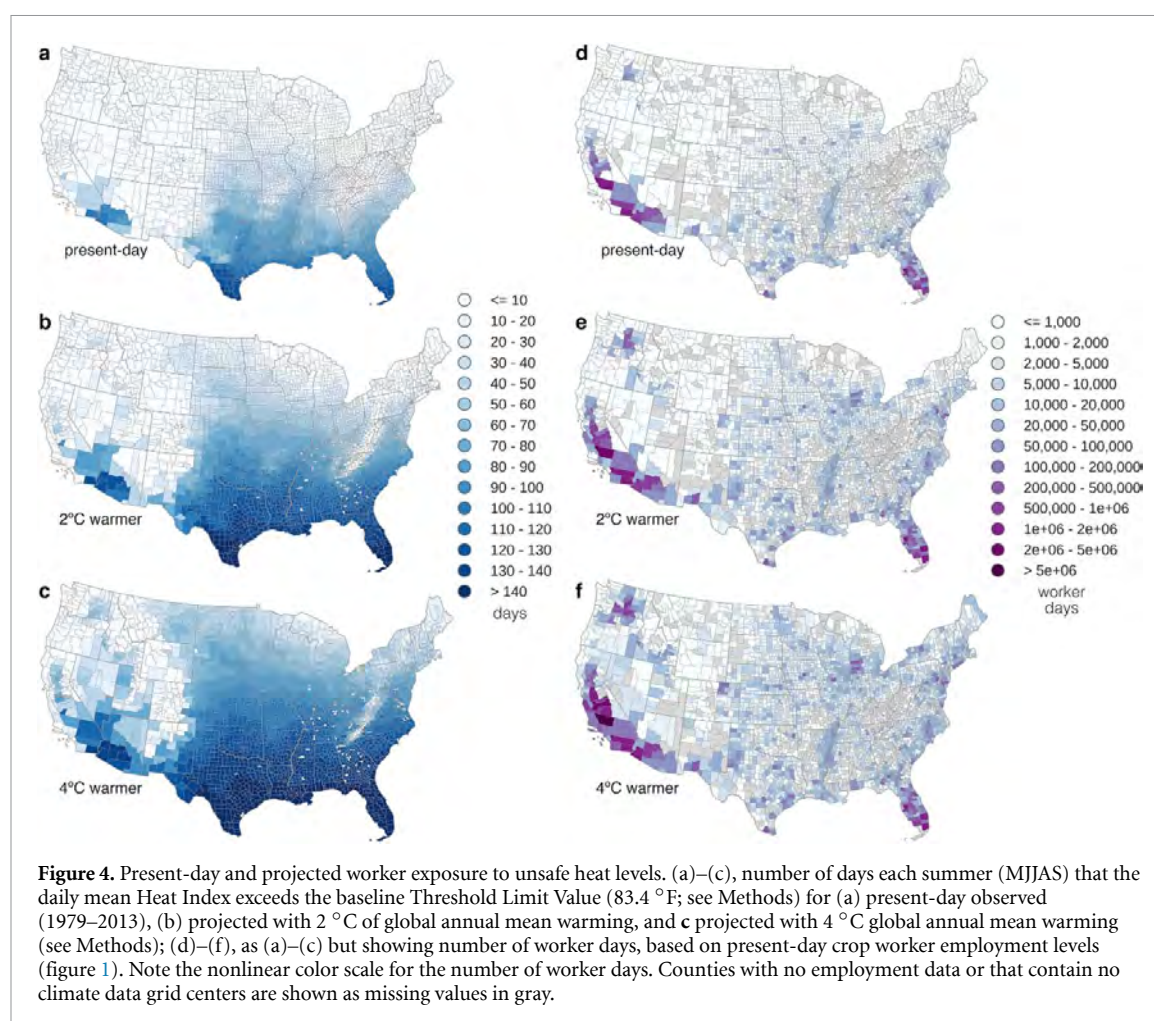 a
d
present-day
present-day
b
<= 10
10 - 20
20 - 30
30 - 40
40 - 50
50 - 60
60 - 70
70 - 80
80 - 90
90 - 100
100 - 110
110 - 120
120 - 130
130 - 140
> 140
days
2°C warmer
e
<= 1,000
1,000 - 2,000
2,000 - 5,000
5,000 - 10,000
10,000 - 20,000
20,000 - 50,000
50,000 - 100,000
100,000 - 200,000
200,000 - 500,000
500,000 - 1e+06
1e+06 - 2e+06
2e+06 - 5e+06
> 5e+06
worker
days
2°C warmer
c
4°C warmer
f
4°C warmer
Figure 4. Present-day and projected worker exposure to unsafe heat levels. (a)–(c), number of days each summer (MJJAS) that the
daily mean Heat Index exceeds the baseline Threshold Limit Value (83.4 °F; see Methods) for (a) present-day observed
(1979–2013), (b) projected with 2 °C of global annual mean warming, and c projected with 4 °C global annual mean warming
(see Methods); (d)–(f), as (a)–(c) but showing number of worker days, based on present-day crop worker employment levels
(figure 1). Note the nonlinear color scale for the number of worker days. Counties with no employment data or that contain no
climate data grid centers are shown as missing values in gray.